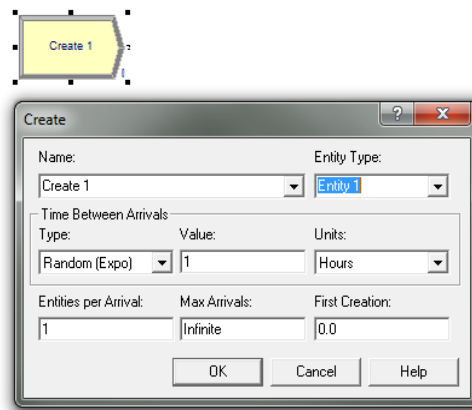 Create 1
0
Create
Name:
Entity Type:
Create 1
Entity 1
Time Between Arrivals
Type:
Value:
Units:
Random (Expo)
1
Hours
Entities per Arrival:
Max Arrivals:
First Creation:
1
Infinite
0.0
OK
Cancel
Help